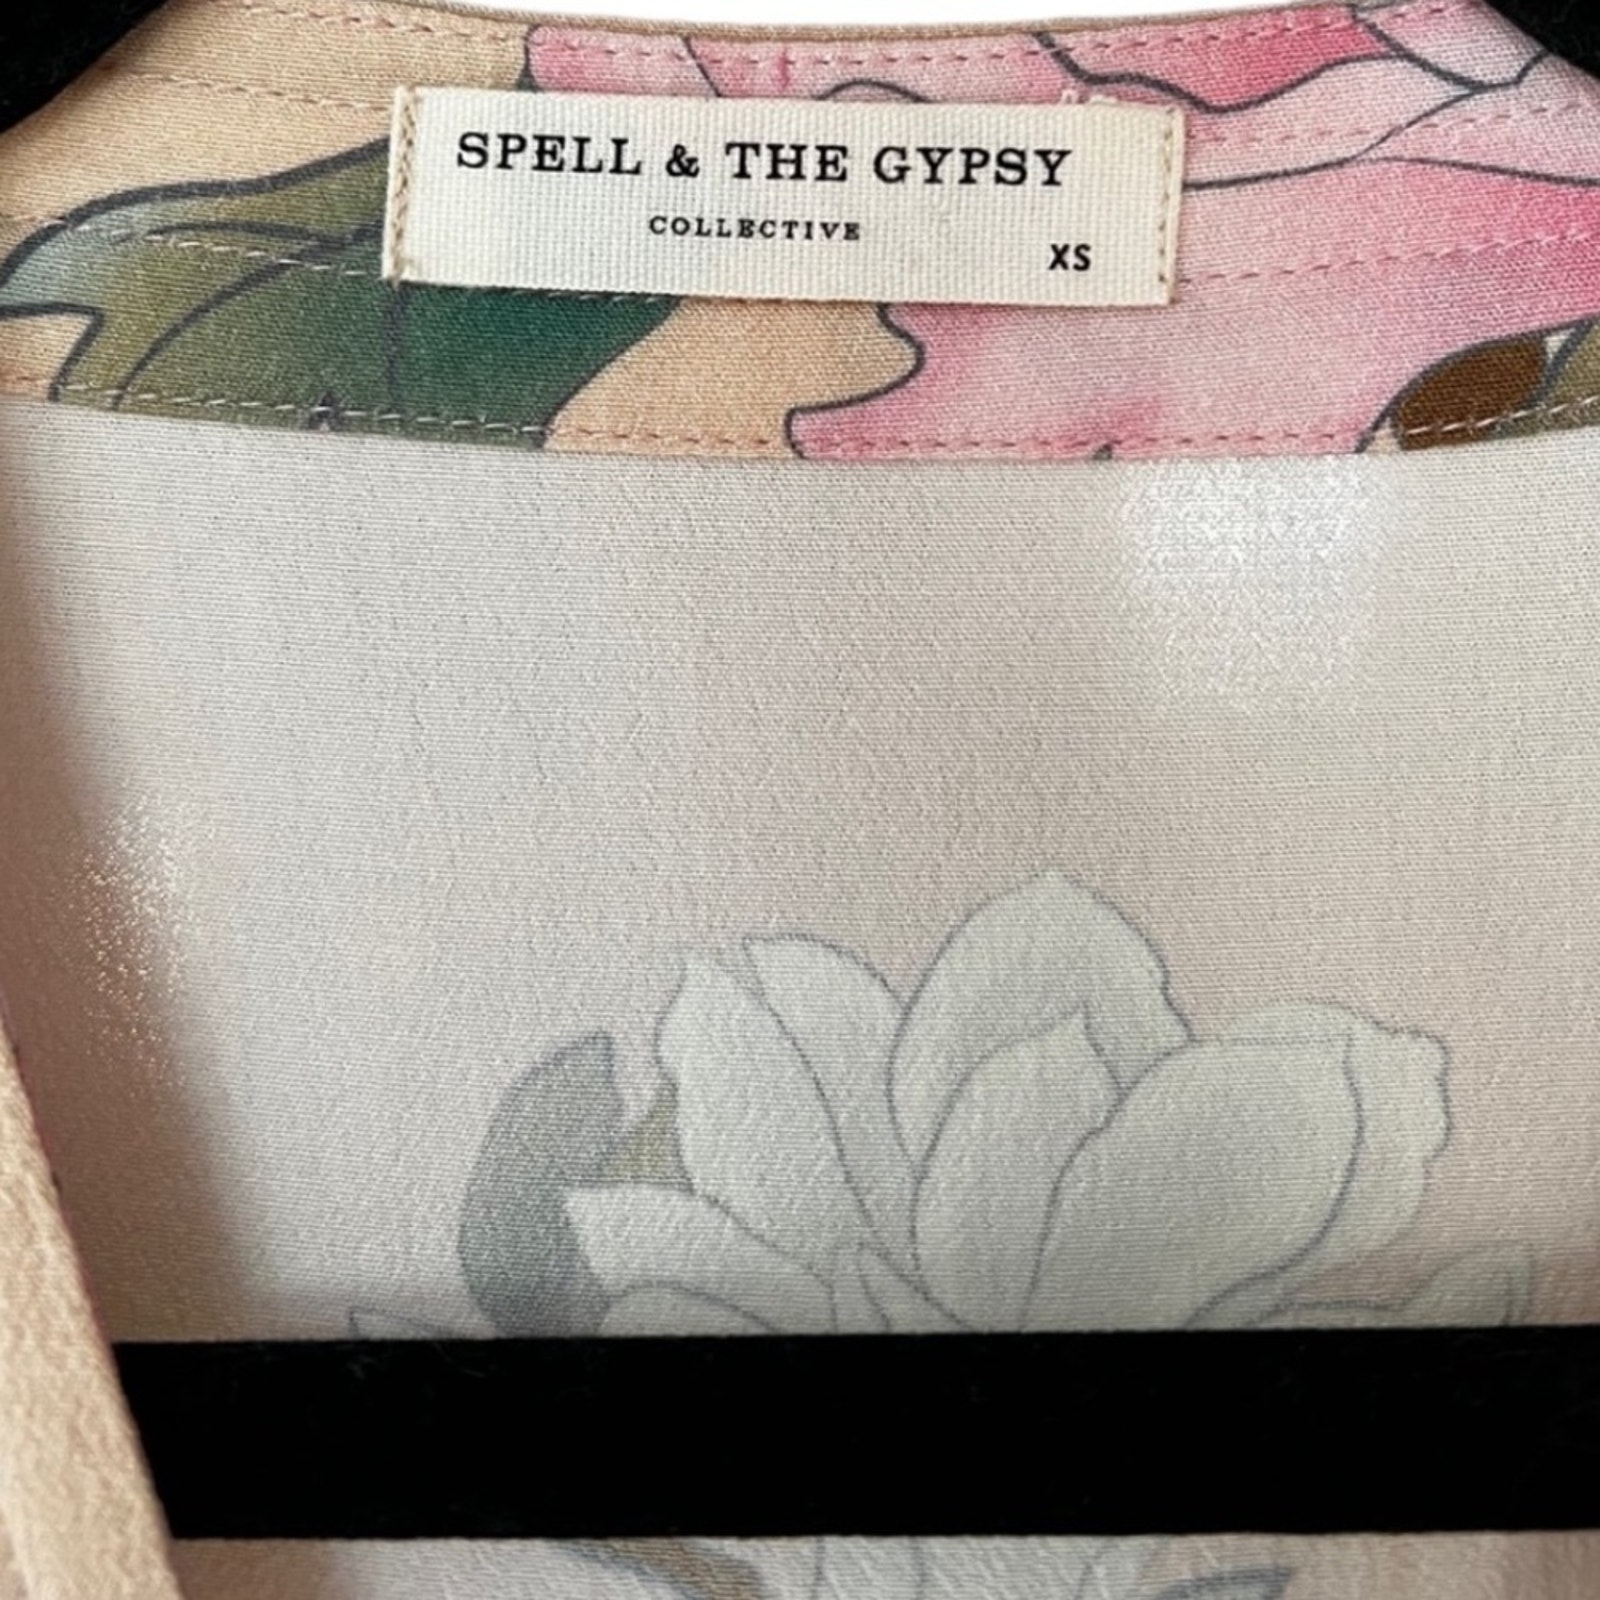 SPELL & THE GYPSY
COLLECTIVE
XS